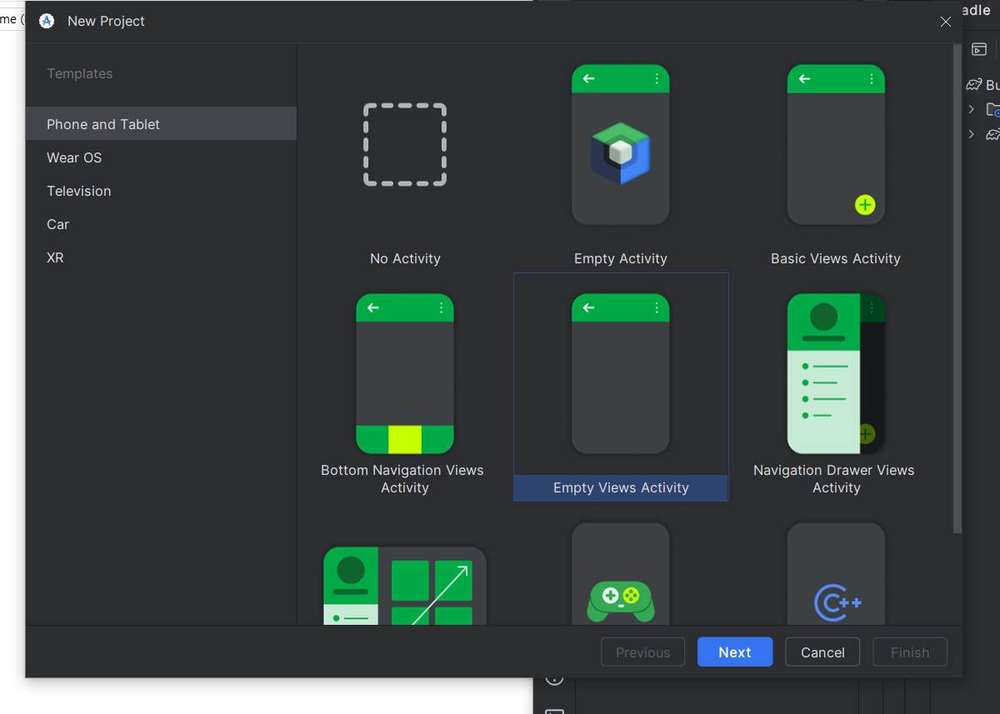 me (
New Project
adle
Templates
Phone and Tablet
Wear OS
Television
Car
XR
Bu
No Activity
Empty Activity
Basic Views Activity
Bottom Navigation Views
Activity
Empty Views Activity
Navigation Drawer Views
Activity
C++
Previous
Next
Cancel
Finish